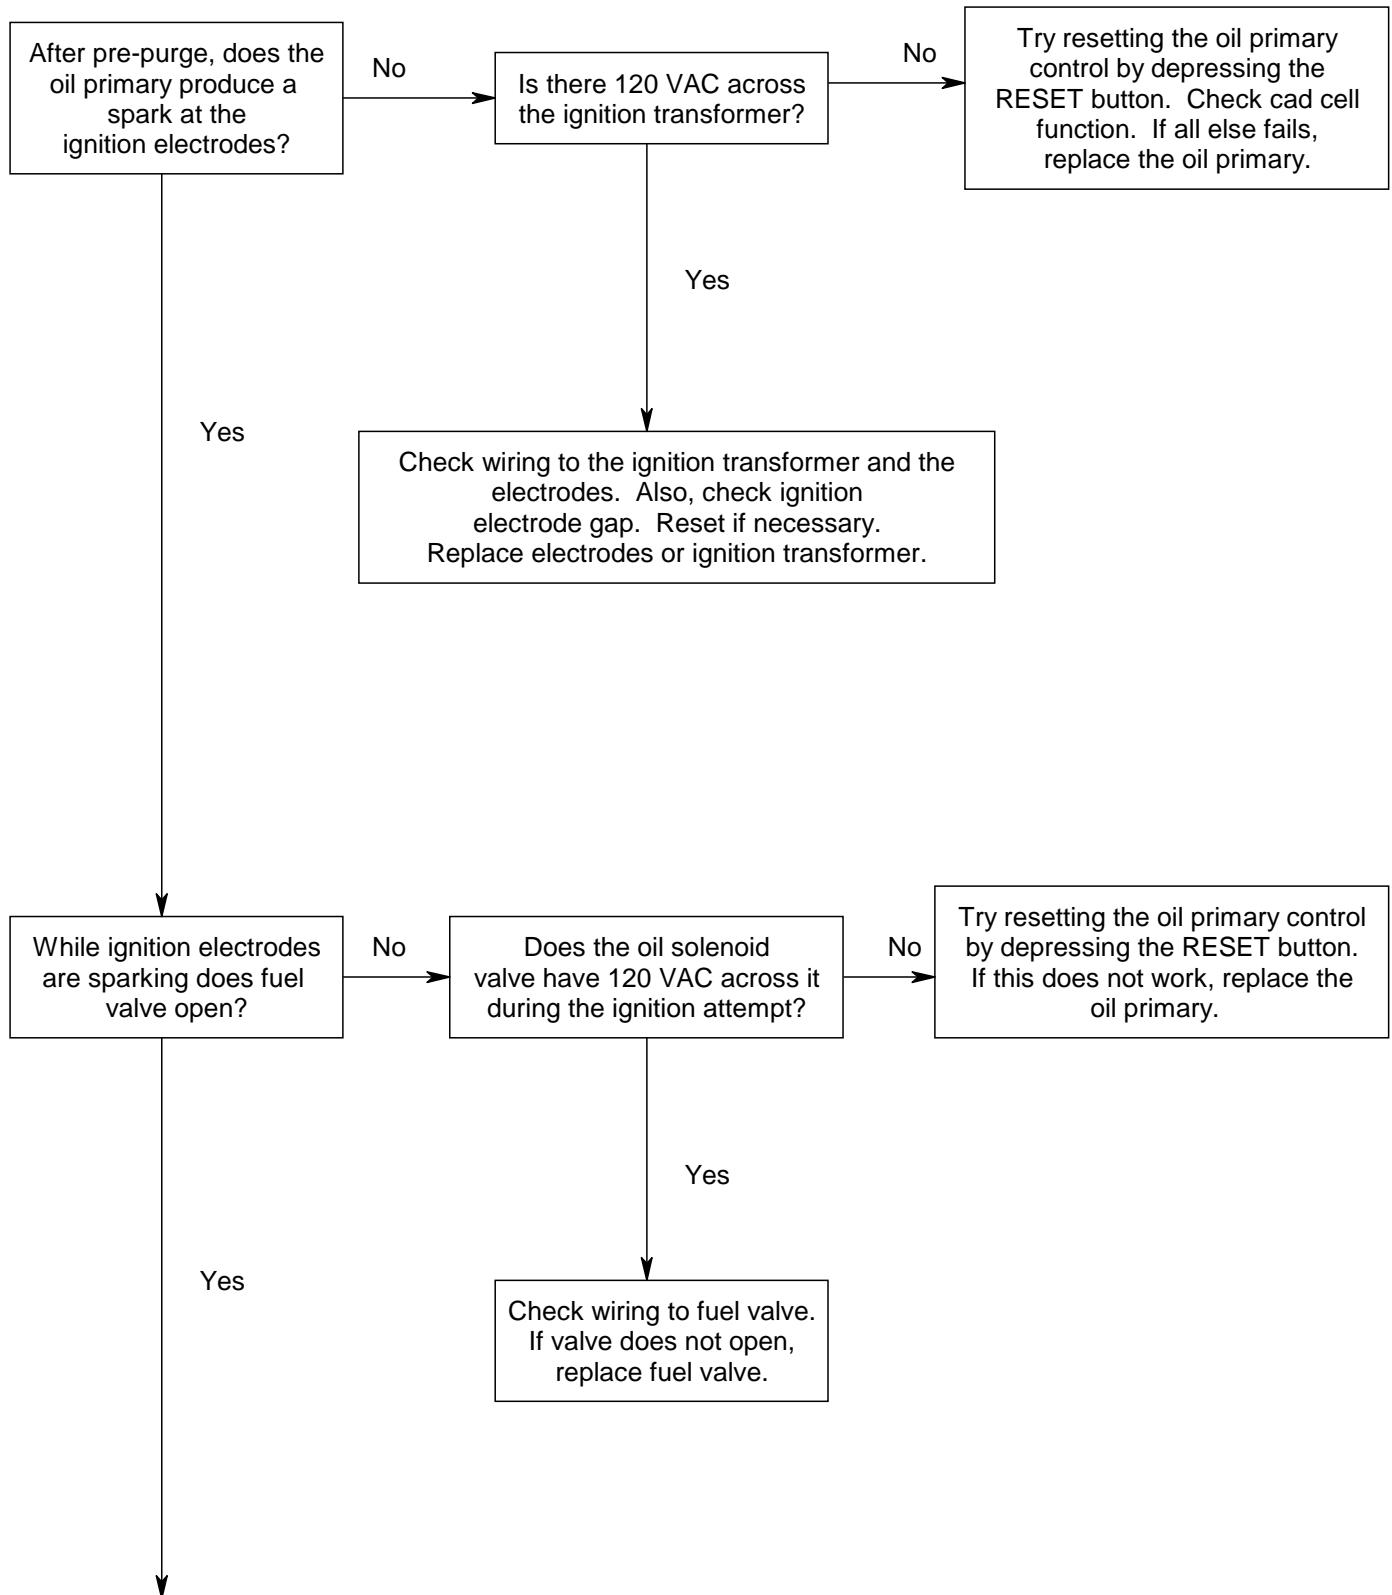 After pre-purge, does the
oil primary produce a
spark at the
ignition electrodes?
No
Is there 120 VAC across
the ignition transformer?
No
Try resetting the oil primary
control by depressing the
RESET button.  Check cad cell
function.  If all else fails,
replace the oil primary.
Yes
Yes
Check wiring to the ignition transformer and the
electrodes.  Also, check ignition
electrode gap.  Reset if necessary.
Replace electrodes or ignition transformer.
While ignition electrodes
are sparking does fuel
valve open?
No
Does the oil solenoid
valve have 120 VAC across it
during the ignition attempt?
No
Try resetting the oil primary control
by depressing the RESET button.
If this does not work, replace the
oil primary.
Yes
Yes
Check wiring to fuel valve.
If valve does not open,
replace fuel valve.